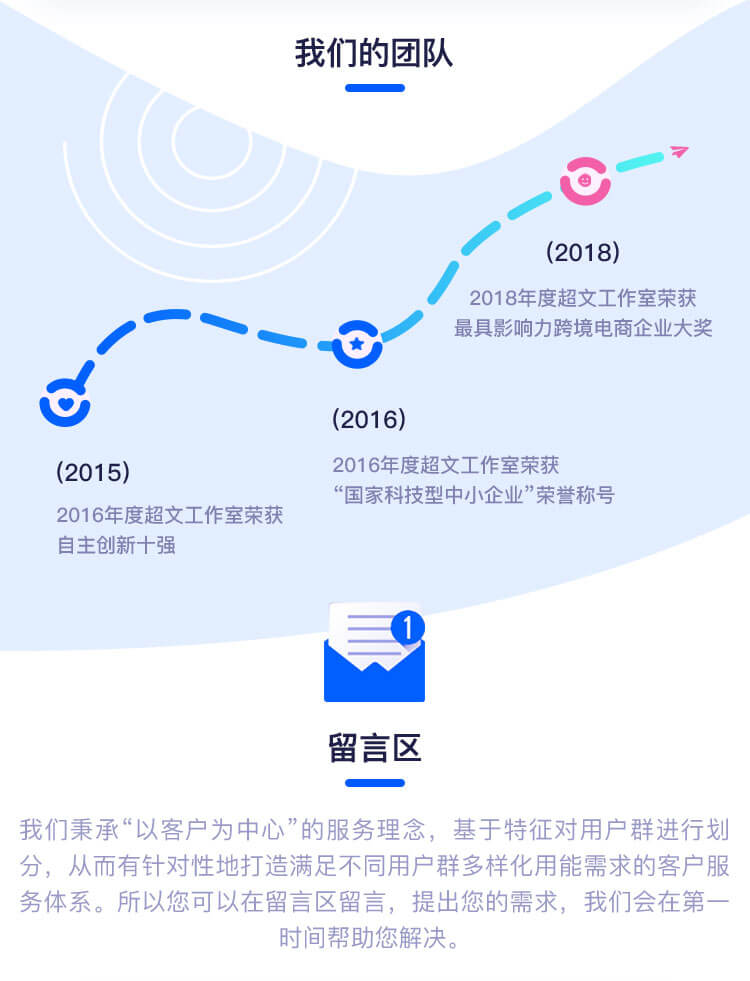 我们的团队
(2018)
2018年度超文工作室荣获
最具影响力跨境电商企业大奖
(2016)
2016年度超文工作室荣获
“国家科技型中小企业”荣誉称号
(2015)
2016年度超文工作室荣获
自主创新十强
1
留言区
我们秉承“以客户为中心”的服务理念，基于特征对用户群进行划
分，从而有针对性地打造满足不同用户群多样化用能需求的客户服
务体系。所以您可以在留言区留言，提出您的需求，我们会在第一
时间帮助您解决。